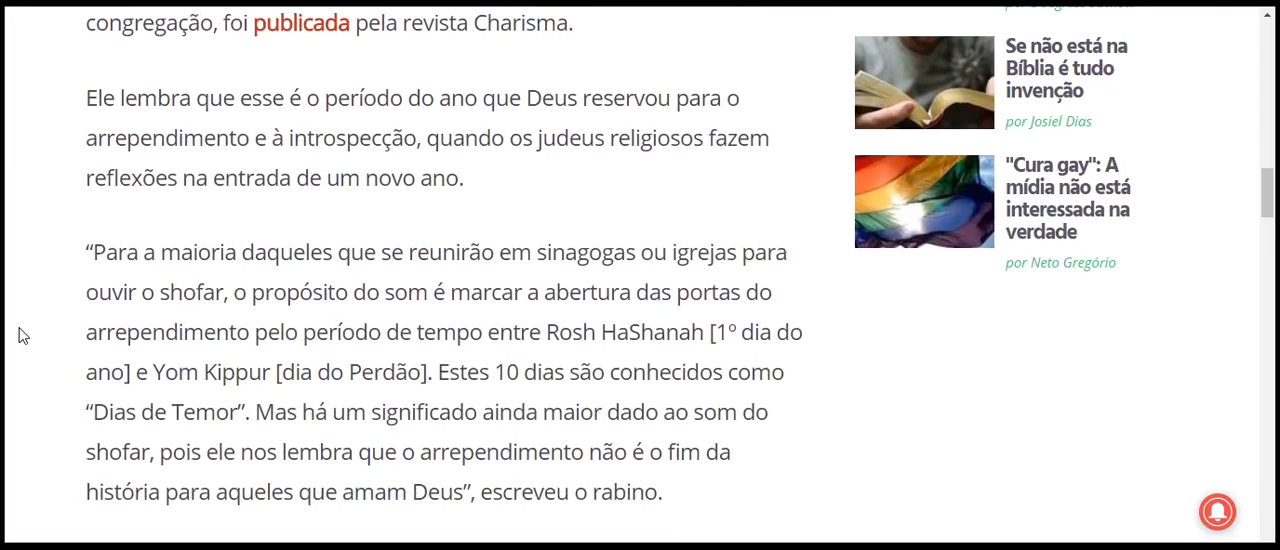 congregação, foi publicada pela revista Charisma.
Ele lembra que esse é o período do ano que Deus reservou para o
arrependimento e à introspecção, quando os judeus religiosos fazem
reflexões na entrada de um novo ano.
“Para a maioria daqueles que se reunirão em sinagogas ou igrejas para
ouvir o shofar, o propósito do som é marcar a abertura das portas do
arrependimento pelo período de tempo entre Rosh HaShanah [1º dia do
ano] e Yom Kippur [dia do Perdão]. Estes 10 dias são conhecidos como
“Dias de Temor”. Mas há um significado ainda maior dado ao som do
shofar, pois ele nos lembra que o arrependimento não é o fim da
história para aqueles que amam Deus”, escreveu o rabino.
Se não está na
Bíblia é tudo
invenção
por Josiel Dias
"Cura gay": A
mídia não está
interessada na
verdade
por Neto Gregório